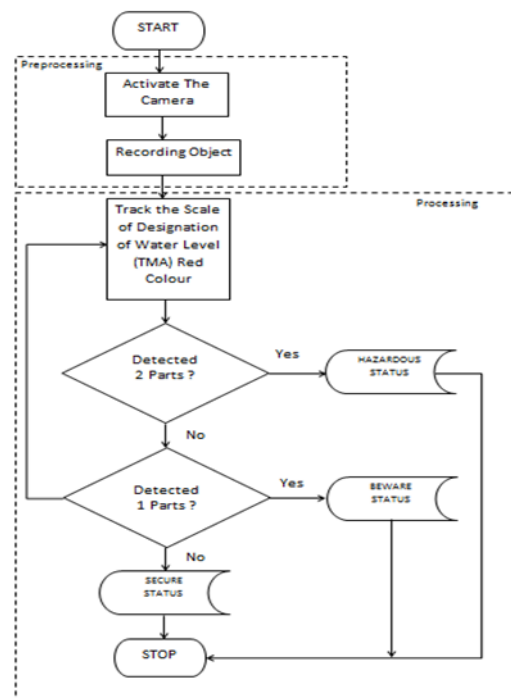 START
Preprocessing
Activate The
Camera
Recording Object
Processing
Track the Scale
of Designation
of Water Level
(TMA) Red
Colour
Detected
2 Parts ?
Yes
HAZARDOUS
STATUS
No
Detected
1 Parts ?
Yes
BEWARE
STATUS
No
SECURE
STATUS
STOP